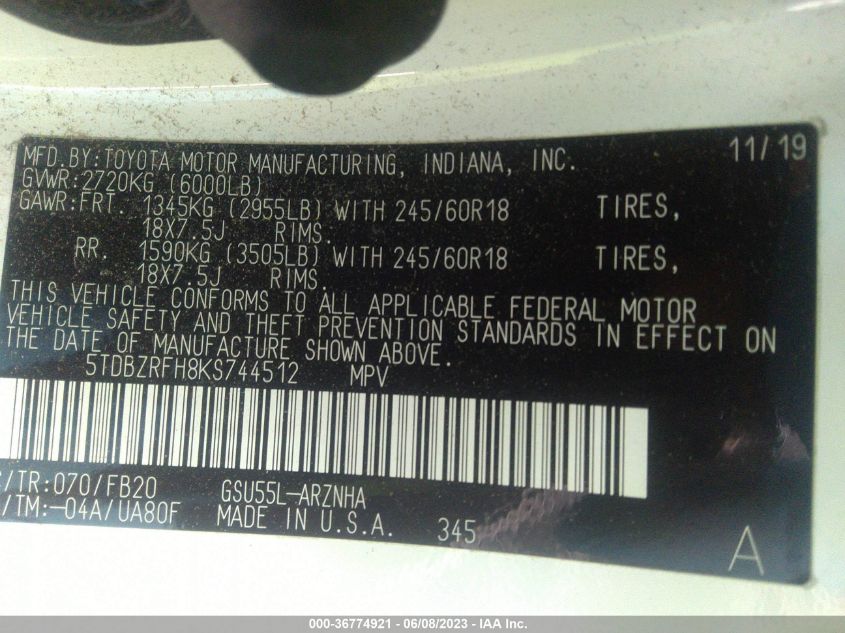 MFD.BY:TOYOTA MOTOR MANUFACTURING, INDIANA, INC. 11/19
GVWR:2720KG (6000LB)
GAWR:FRT. 1345KG (2955LB) WITH 245/60R18 TIRES,
18X7.5J RIMS.
RR. 1590KG (3505LB) WITH 245/60R18 TIRES,
18X7.5J RIMS.
THIS VEHICLE CONFORMS TO ALL APPLICABLE FEDERAL MOTOR
VEHICLE SAFETY AND THEFT PREVENTION STANDARDS IN EFFECT ON
THE DATE OF MANUFACTURE SHOWN ABOVE.
5TDBZRFH8KS744512 MPV
/TR:070/FB20 GSU55L-ARZNHA
/TM:-04A/UA80F MADE IN U.S.A. 345
A
000-36774921 - 06/08/2023 - IAA Inc.